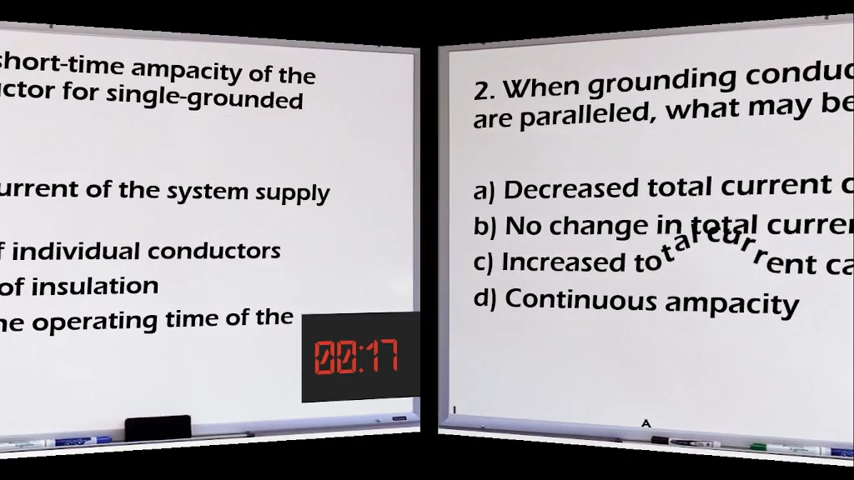 short-time ampacity of the
ctor for single-grounded
urrent of the system supply
f individual conductors
of insulation
he operating time of the
00:17
2. When grounding conduc
are paralleled, what may be
a) Decreased total current c
b) No change in total curre
c) Increased total current ca
d) Continuous ampacity
A